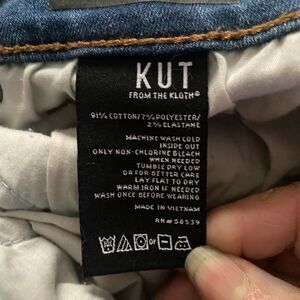 KUT
FROM THE KLOTH®
91% COTTON/7% POLYESTER/
2% ELASTANE
MACHINE WASH COLD
INSIDE OUT
ONLY NON-CHLORINE BLEACH
WHEN NEEDED
TUMBLE DRY LOW
OR FOR BETTER CARE
LAY FLAT TO DRY
WARM IRON IF NEEDED
WASH ONCE BEFORE WEARING
MADE IN VIETNAM
RN# 58539
OR